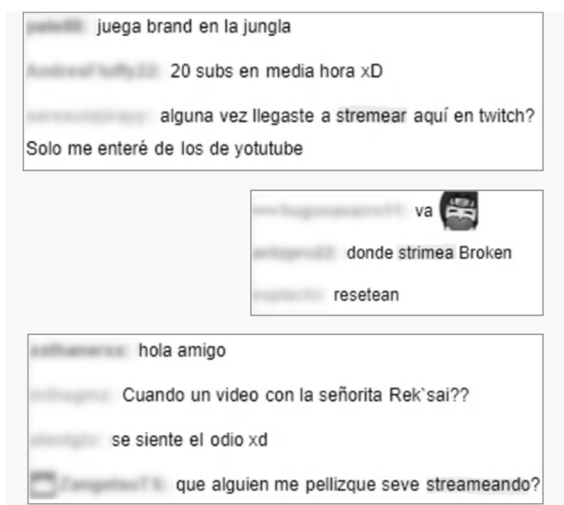 juega brand en la jungla
20 subs en media hora xD
alguna vez llegaste a stremear aquí en twitch?
Solo me enteré de los de yotutube
va
donde strimea Broken
resetean
hola amigo
Cuando un video con la señorita Rek`sai??
se siente el odio xd
que alguien me pellizque seve streameando?